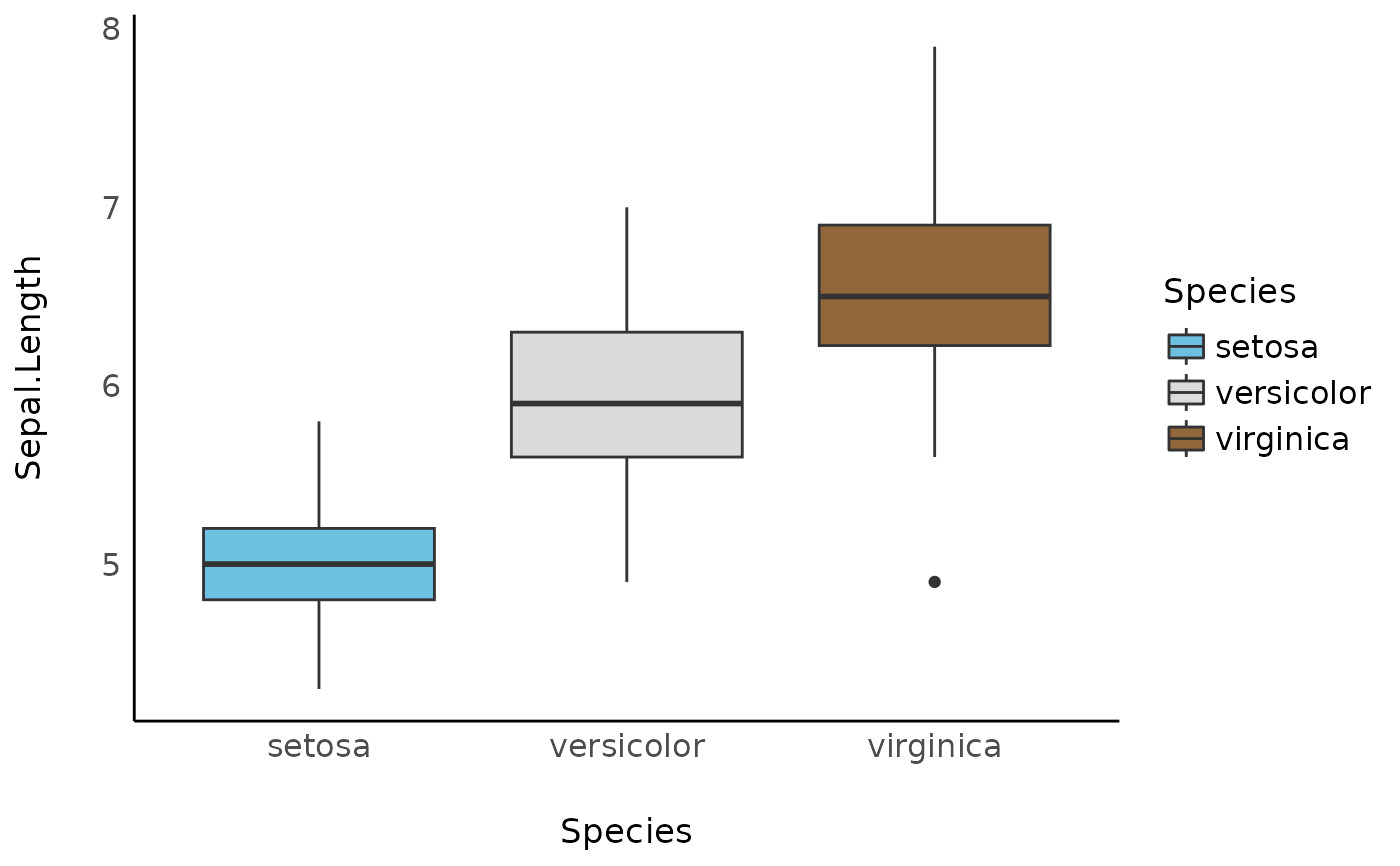 8
7
6
5
Sepal.Length
setosa
versicolor
virginica
Species
Species
setosa
versicolor
virginica